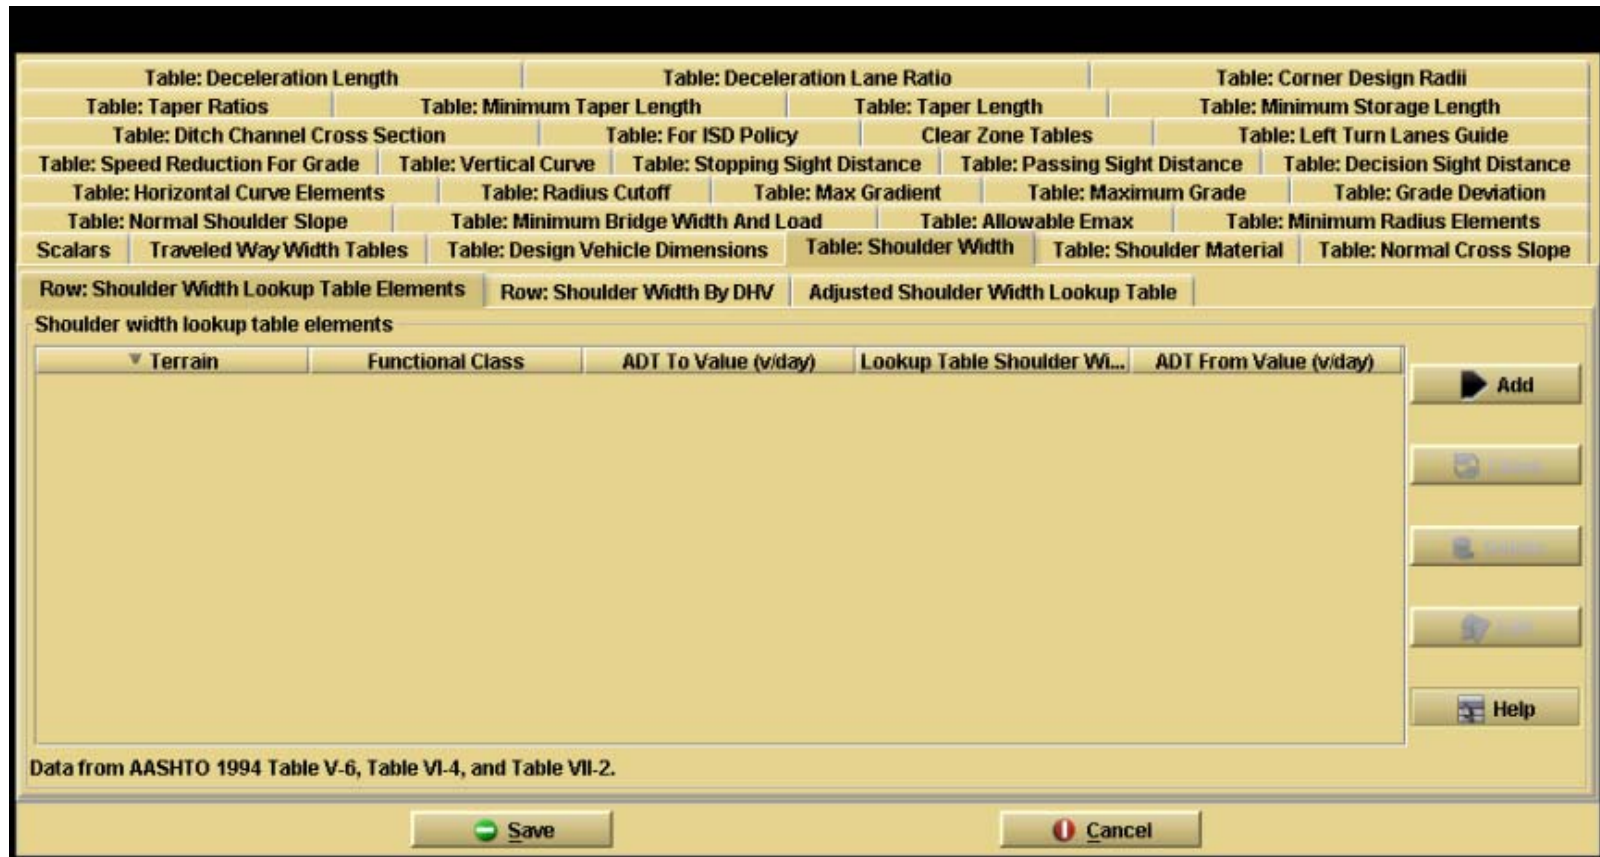 Table: Deceleration Length Table: Deceleration Lane Ratio Table: Corner Design Radii
Table: Taper Ratios Table: Minimum Taper Length Table: Taper Length Table: Minimum Storage Length
Table: Ditch Channel Cross Section Table: For ISD Policy Clear Zone Tables Table: Left Turn Lanes Guide
Table: Speed Reduction For Grade Table: Vertical Curve Table: Stopping Sight Distance Table: Passing Sight Distance Table: Decision Sight Distance
Table: Horizontal Curve Elements Table: Radius Cutoff Table: Max Gradient Table: Maximum Grade Table: Grade Deviation
Table: Normal Shoulder Slope Table: Minimum Bridge Width And Load Table: Allowable Emax Table: Minimum Radius Elements
Scalars Traveled Way Width Tables Table: Design Vehicle Dimensions Table: Shoulder Width Table: Shoulder Material Table: Normal Cross Slope
Row: Shoulder Width Lookup Table Elements Row: Shoulder Width By DHV Adjusted Shoulder Width Lookup Table
Shoulder width lookup table elements
Terrain Functional Class ADT To Value (v/day) Lookup Table Shoulder Wi... ADT From Value (v/day)
Add
Help
Data from AASHTO 1994 Table V-6, Table VI-4, and Table VII-2.
Save Cancel